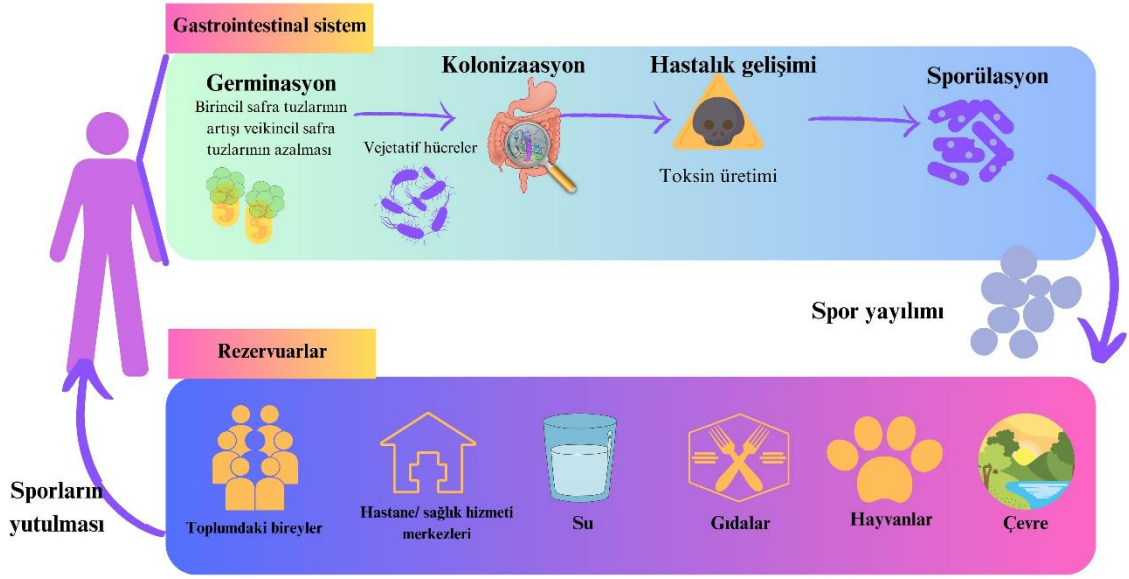 Gastrointestinal sistem
Germinasyon
Birincil safra tuzlarının
artışı veikincil safra
tuzlarının azalması
Vejetatif hücreler
Kolonizaasyon
Hastalık gelişimi
Toksin üretimi
Sporülasyon
Spor yayılımı
Rezervuarlar
Toplumdaki bireyler
Hastane/ sağlık hizmeti
merkezleri
Su
Gıdalar
Hayvanlar
Çevre
Sporların
yutulması